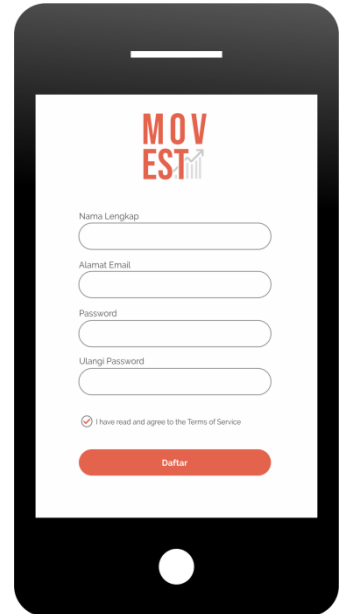 MOV
EST
Nama Lengkap
Alamat Email
Password
Ulangi Password
I have read and agree to the Terms of Service
Daftar